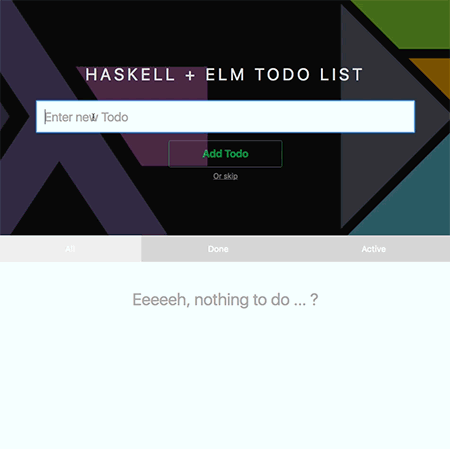 HASKELL + ELM TODO LIST
Enter new Todo
Add Todo
Or skip
All Done Active
Eeeeeh, nothing to do ... ?